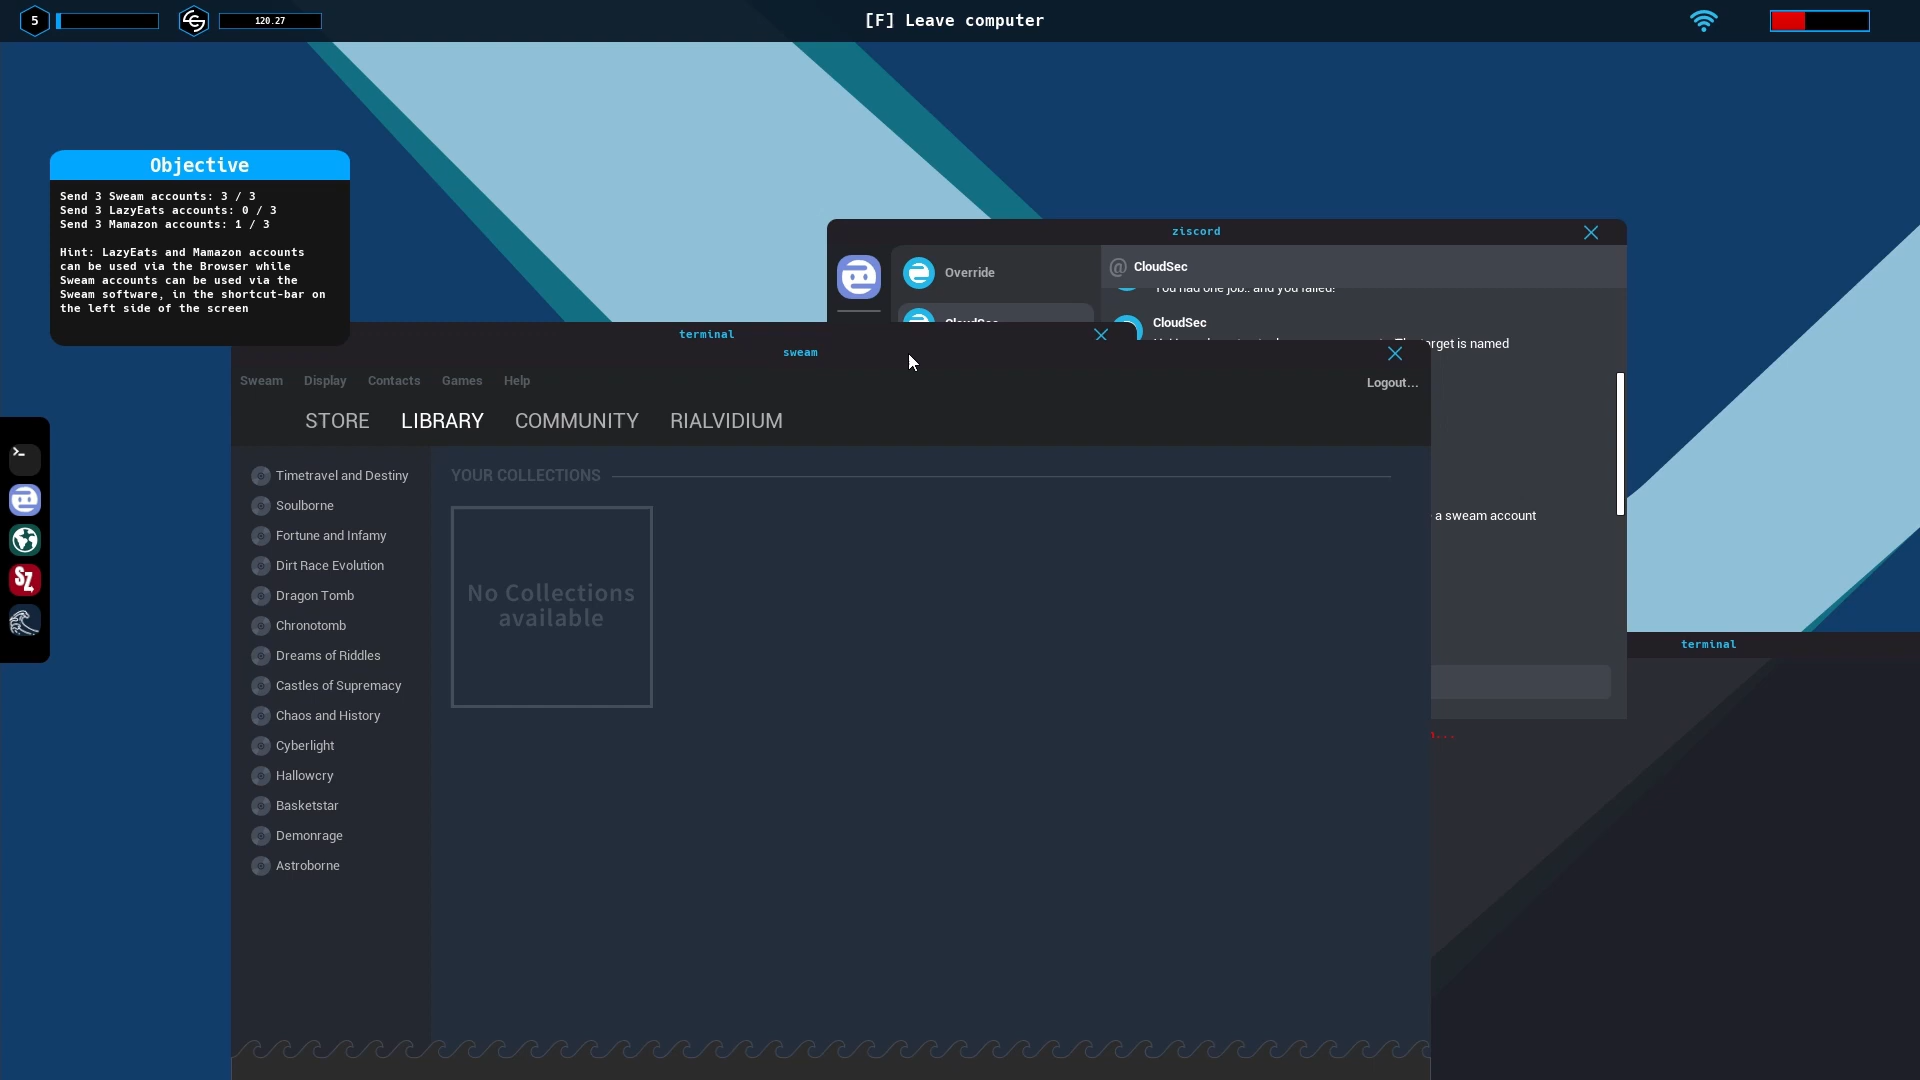 5
120.27
[F] Leave computer
Objective
Send 3 Sweam accounts: 3 / 3
Send 3 LazyEats accounts: 0 / 3
Send 3 Mamazon accounts: 1 / 3
Hint: LazyEats and Mamazon accounts
can be used via the Browser while
Sweam accounts can be used via the
Sweam software, in the shortcut-bar on
the left side of the screen
ziscord
Override
@ CloudSec
You had one job.. and you failed!
CloudSec
CloudSec
target is named
a sweam account
terminal
sweam
Sweam Display Contacts Games Help
Logout...
STORE LIBRARY COMMUNITY RIALVIDIUM
Timetravel and Destiny
Soulborne
Fortune and Infamy
Dirt Race Evolution
Dragon Tomb
Chronotomb
Dreams of Riddles
Castles of Supremacy
Chaos and History
Cyberlight
Hallowcry
Basketstar
Demonrage
Astroborne
YOUR COLLECTIONS
No Collections
available
terminal